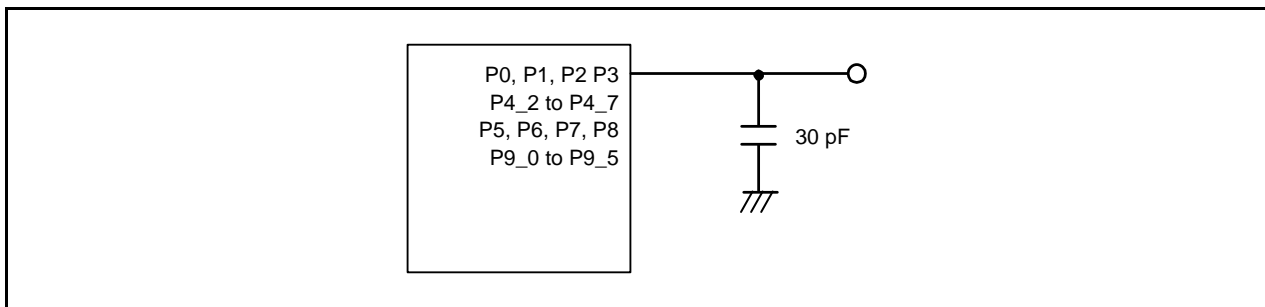 P0, P1, P2 P3
P4_2 to P4_7
P5, P6, P7, P8
P9_0 to P9_5
30 pF